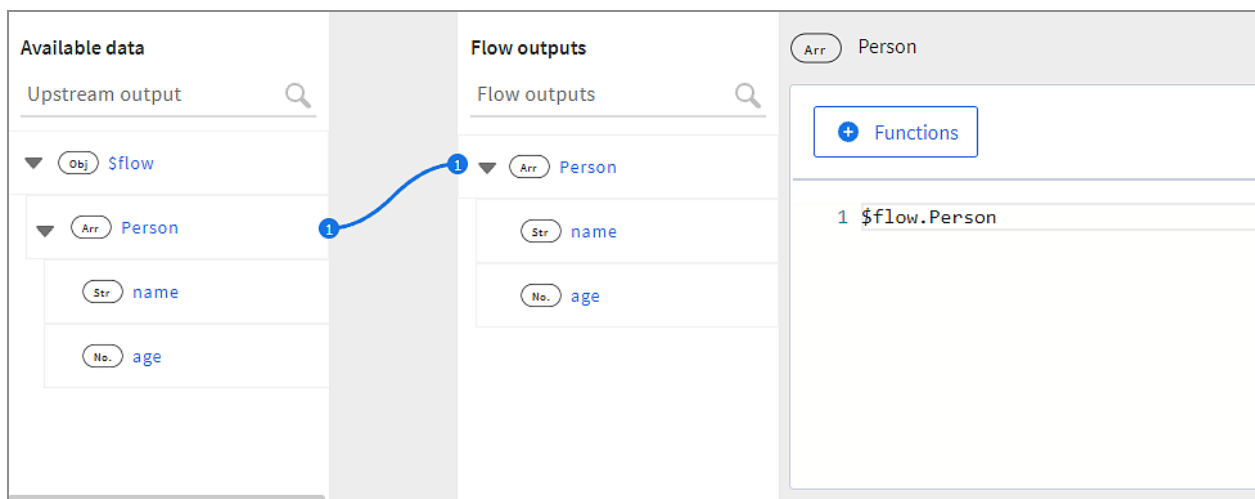 Available data
Upstream output
Obj $flow
1
Arr Person
Str name
No. age
Flow outputs
Flow outputs
1
Arr Person
Str name
No. age
Arr Person
Functions
1 $flow.Person